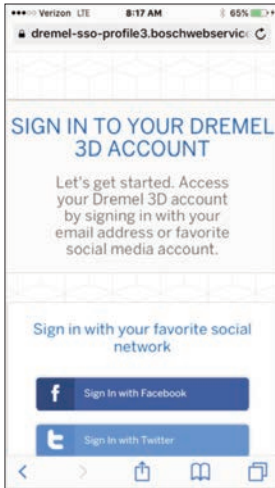 Verizon LTE 8:17 AM 65%
dremel-sso-profile3.boschwebservic
SIGN IN TO YOUR DREMEL
3D ACCOUNT
Let's get started. Access
your Dremel 3D account
by signing in with your
email address or favorite
social media account.
Sign in with your favorite social
network
f Sign In with Facebook
Sign In with Twitter